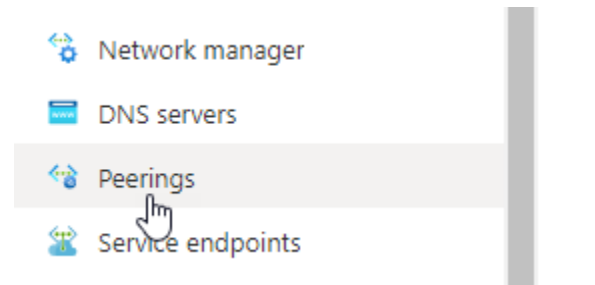 Network manager
DNS servers
Peerings
Service endpoints